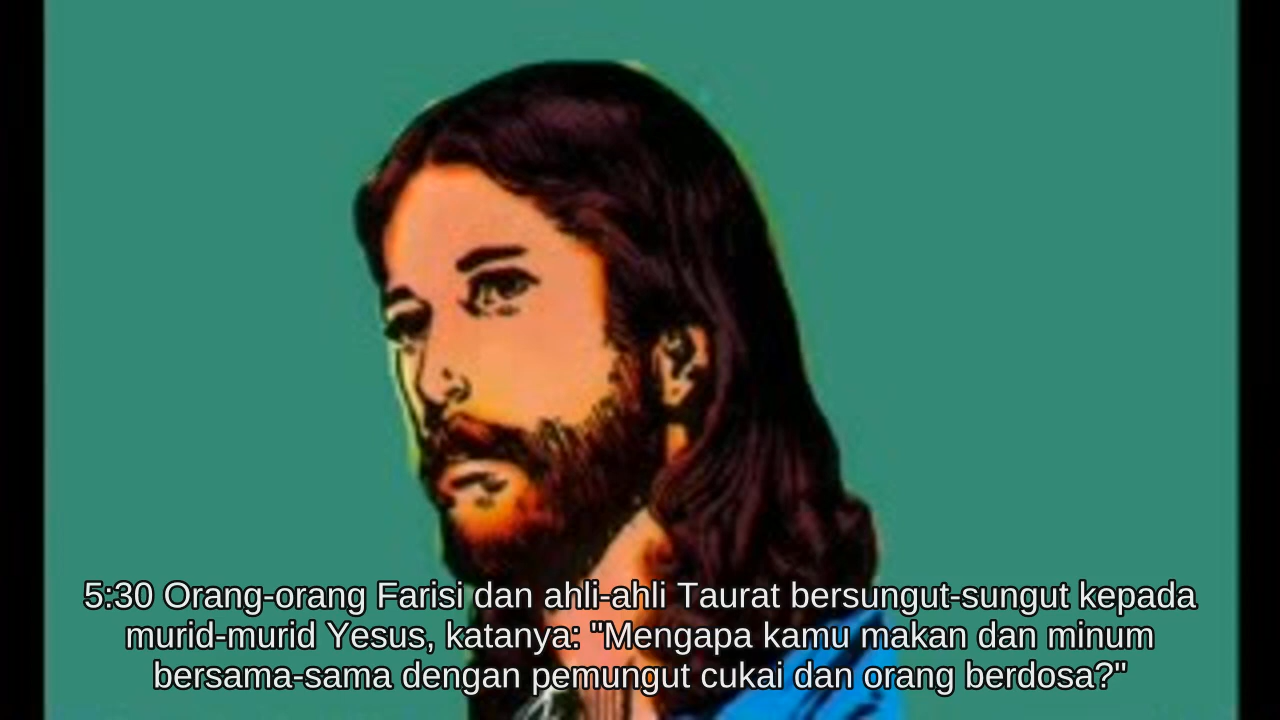 5:30 Orang-orang Farisi dan ahli-ahli Taurat bersungut-sungut kepada
murid-murid Yesus, katanya: "Mengapa kamu makan dan minum
bersama-sama dengan pemungut cukai dan orang berdosa?"